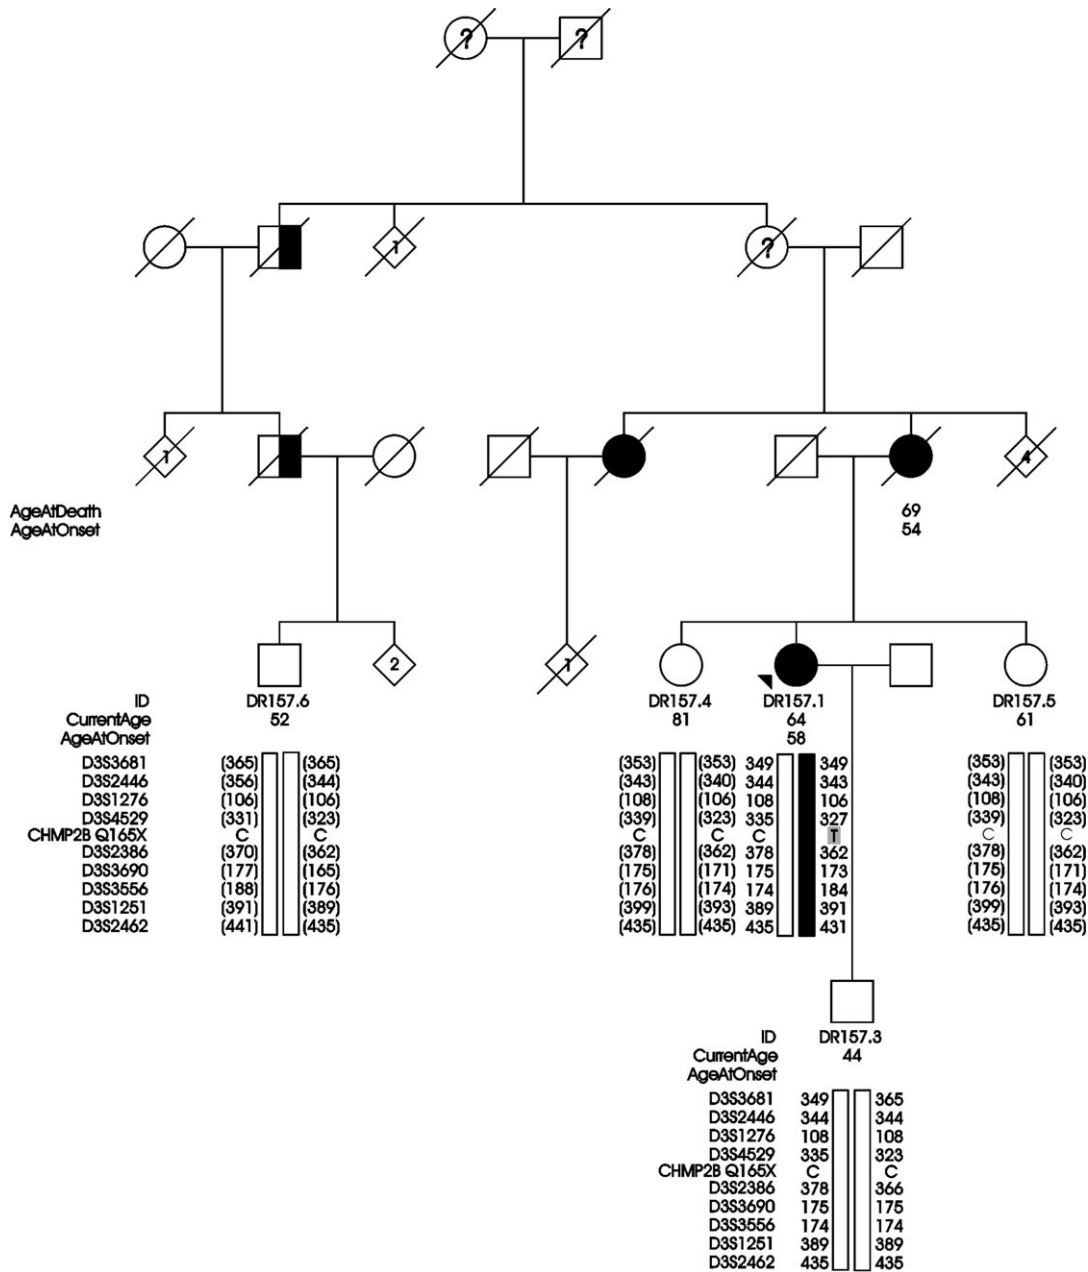 ? ?
1 ?
1 4
AgeAtDeath 69
AgeAtOnset 54
2 1
ID DR157.6 DR157.4 DR157.1 DR157.5
CurrentAge 52 81 64 61
AgeAtOnset 58
D3S3681 (365) (365) (353) (353) 349 349 (353) (353)
D3S2446 (356) (344) (343) (340) 344 343 (343) (340)
D3S1276 (106) (106) (108) (106) 108 106 (108) (106)
D3S4529 (331) (323) (339) (323) 335 327 (339) (323)
CHMP2B Q165X C C C C C T C C
D3S2386 (370) (362) (378) (362) 378 362 (378) (362)
D3S3690 (177) (165) (175) (171) 175 173 (175) (171)
D3S3556 (188) (176) (176) (174) 174 184 (176) (174)
D3S1251 (391) (389) (399) (393) 389 391 (399) (393)
D3S2462 (441) (435) (435) (435) 435 431 (435) (435)
ID DR157.3
CurrentAge 44
AgeAtOnset
D3S3681 349 365
D3S2446 344 344
D3S1276 108 108
D3S4529 335 323
CHMP2B Q165X C C
D3S2386 378 366
D3S3690 175 175
D3S3556 174 174
D3S1251 389 389
D3S2462 435 435